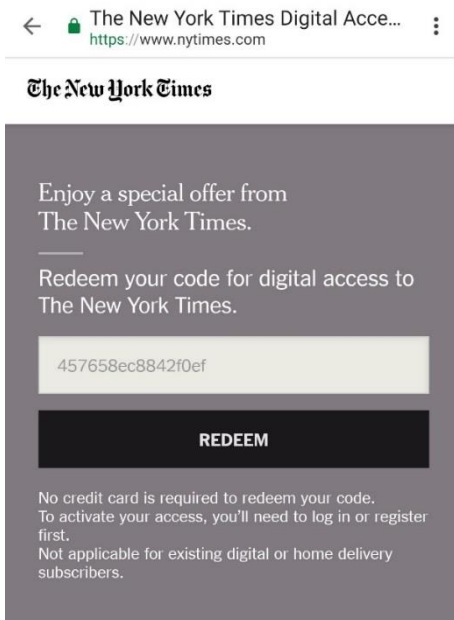 The New York Times Digital Acce...
https://www.nytimes.com
The New York Times
Enjoy a special offer from
The New York Times.
Redeem your code for digital access to
The New York Times.
457658ec8842f0ef
REDEEM
No credit card is required to redeem your code.
To activate your access, you'll need to log in or register
first.
Not applicable for existing digital or home delivery
subscribers.